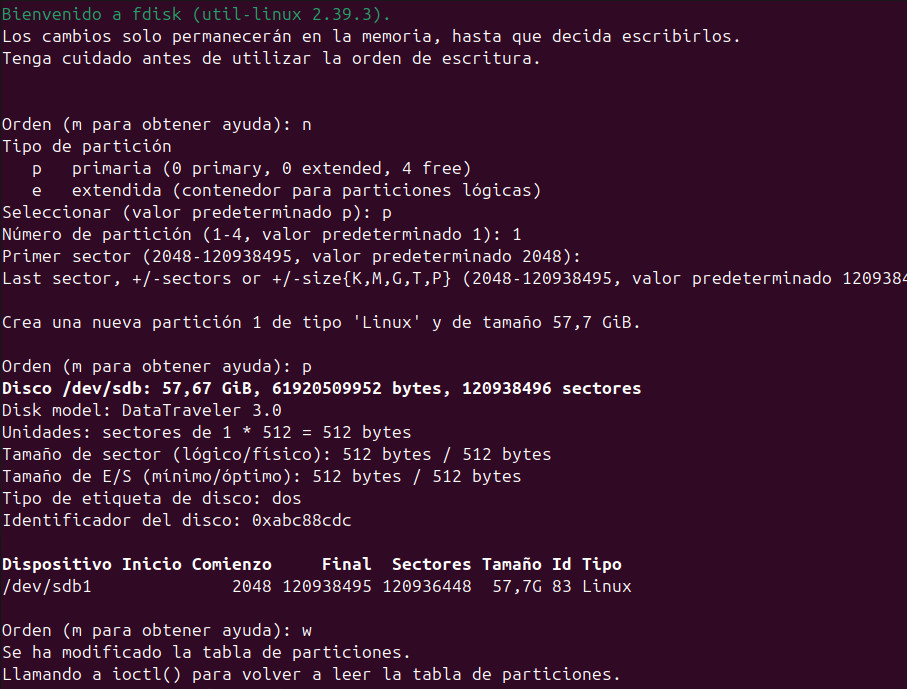 Bienvenido a fdisk (util-linux 2.39.3).
Los cambios solo permanecerán en la memoria, hasta que decida escribirlos.
Tenga cuidado antes de utilizar la orden de escritura.
Orden (m para obtener ayuda): n
Tipo de partición
p   primaria (0 primary, 0 extended, 4 free)
e   extendida (contenedor para particiones lógicas)
Seleccionar (valor predeterminado p): p
Número de partición (1-4, valor predeterminado 1): 1
Primer sector (2048-120938495, valor predeterminado 2048):
Last sector, +/-sectors or +/-size{K,M,G,T,P} (2048-120938495, valor predeterminado 1209384
Crea una nueva partición 1 de tipo 'Linux' y de tamaño 57,7 GiB.
Orden (m para obtener ayuda): p
Disco /dev/sdb: 57,67 GiB, 61920509952 bytes, 120938496 sectores
Disk model: DataTraveler 3.0
Unidades: sectores de 1 * 512 = 512 bytes
Tamaño de sector (lógico/físico): 512 bytes / 512 bytes
Tamaño de E/S (mínimo/óptimo): 512 bytes / 512 bytes
Tipo de etiqueta de disco: dos
Identificador del disco: 0xabc88cdc
Dispositivo Inicio Comienzo     Final  Sectores Tamaño Id Tipo
/dev/sdb1              2048 120938495 120936448  57,7G 83 Linux
Orden (m para obtener ayuda): w
Se ha modificado la tabla de particiones.
Llamando a ioctl() para volver a leer la tabla de particiones.